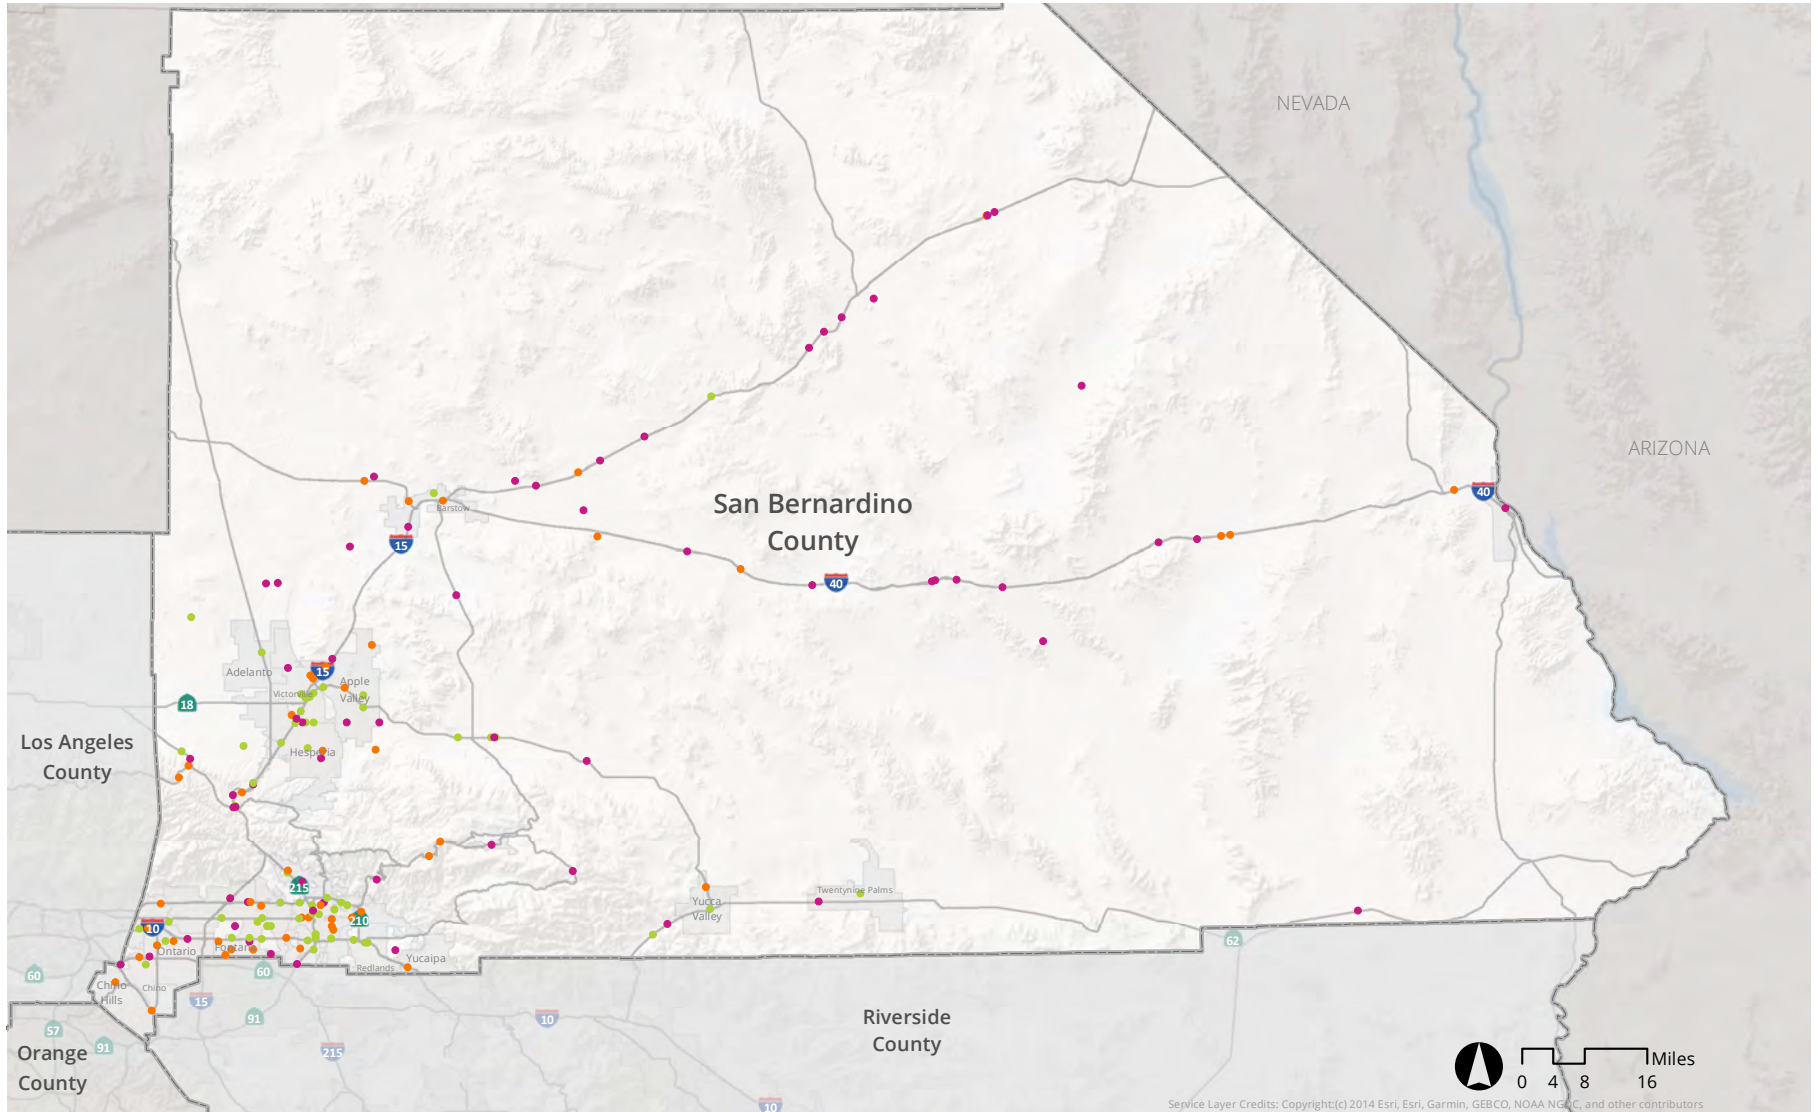 NEVADA
ARIZONA
San Bernardino
County
Barstow
15
40
40
Adelanto
15
Apple
Valley
Victorville
18
Hesperia
Los Angeles
County
215
Twentynine Palms
Yucca
Valley
210
10
Ontario
Fontana
Yucaipa
Redlands
62
60
60
Chino
Hills
Chino
15
91
57
91
215
10
Riverside
County
Orange
County
Miles
0 4 8 16
10
Service Layer Credits: Copyright:(c) 2014 Esri, Esri, Garmin, GEBCO, NOAA NGDC, and other contributors